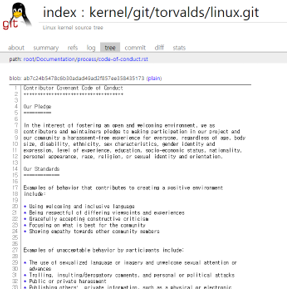 index : kernel/git/torvalds/linux.git
Linux kernel source tree
git
about summary refs log tree commit diff stats
path: root/Documentation/process/code-of-conduct.rst
(plain)
1 Contributor Covenant Code of Conduct
2 ++++++++++++++++++++++++++++++++++++
3
4 Our Pledge
5 ==========
6
7 In the interest of fostering an open and welcoming environment, we as
8 contributors and maintainers pledge to making participation in our project and
9 our community a harassment-free experience for everyone, regardless of age, body
10 size, disability, ethnicity, sex characteristics, gender identity and
11 expression, level of experience, education, socio-economic status, nationality,
12 personal appearance, race, religion, or sexual identity and orientation.
13
14 Our Standards
15 =============
16
17 Examples of behavior that contributes to creating a positive environment
18 include:
19
20 * Using welcoming and inclusive language
21 * Being respectful of differing viewpoints and experiences
22 * Gracefully accepting constructive criticism
23 * Focusing on what is best for the community
24 * Showing empathy towards other community members
25
26
27 Examples of unacceptable behavior by participants include:
28
29 * The use of sexualized language or imagery and unwelcome sexual attention or
30 advances
31 * Trolling, insulting/derogatory comments, and personal or political attacks
32 * Public or private harassment
33 * Publishing others' private information, such as a physical or electronic